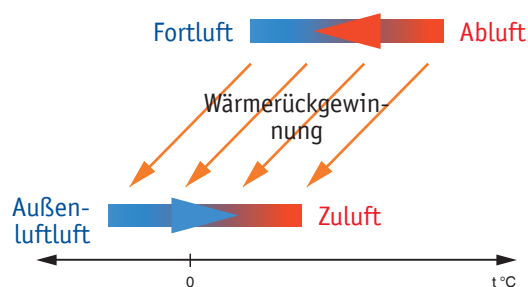 Fortluft
Abluft
Wärmerückgewin-
nung
Außen-
luftluft
Zuluft
0
t °C